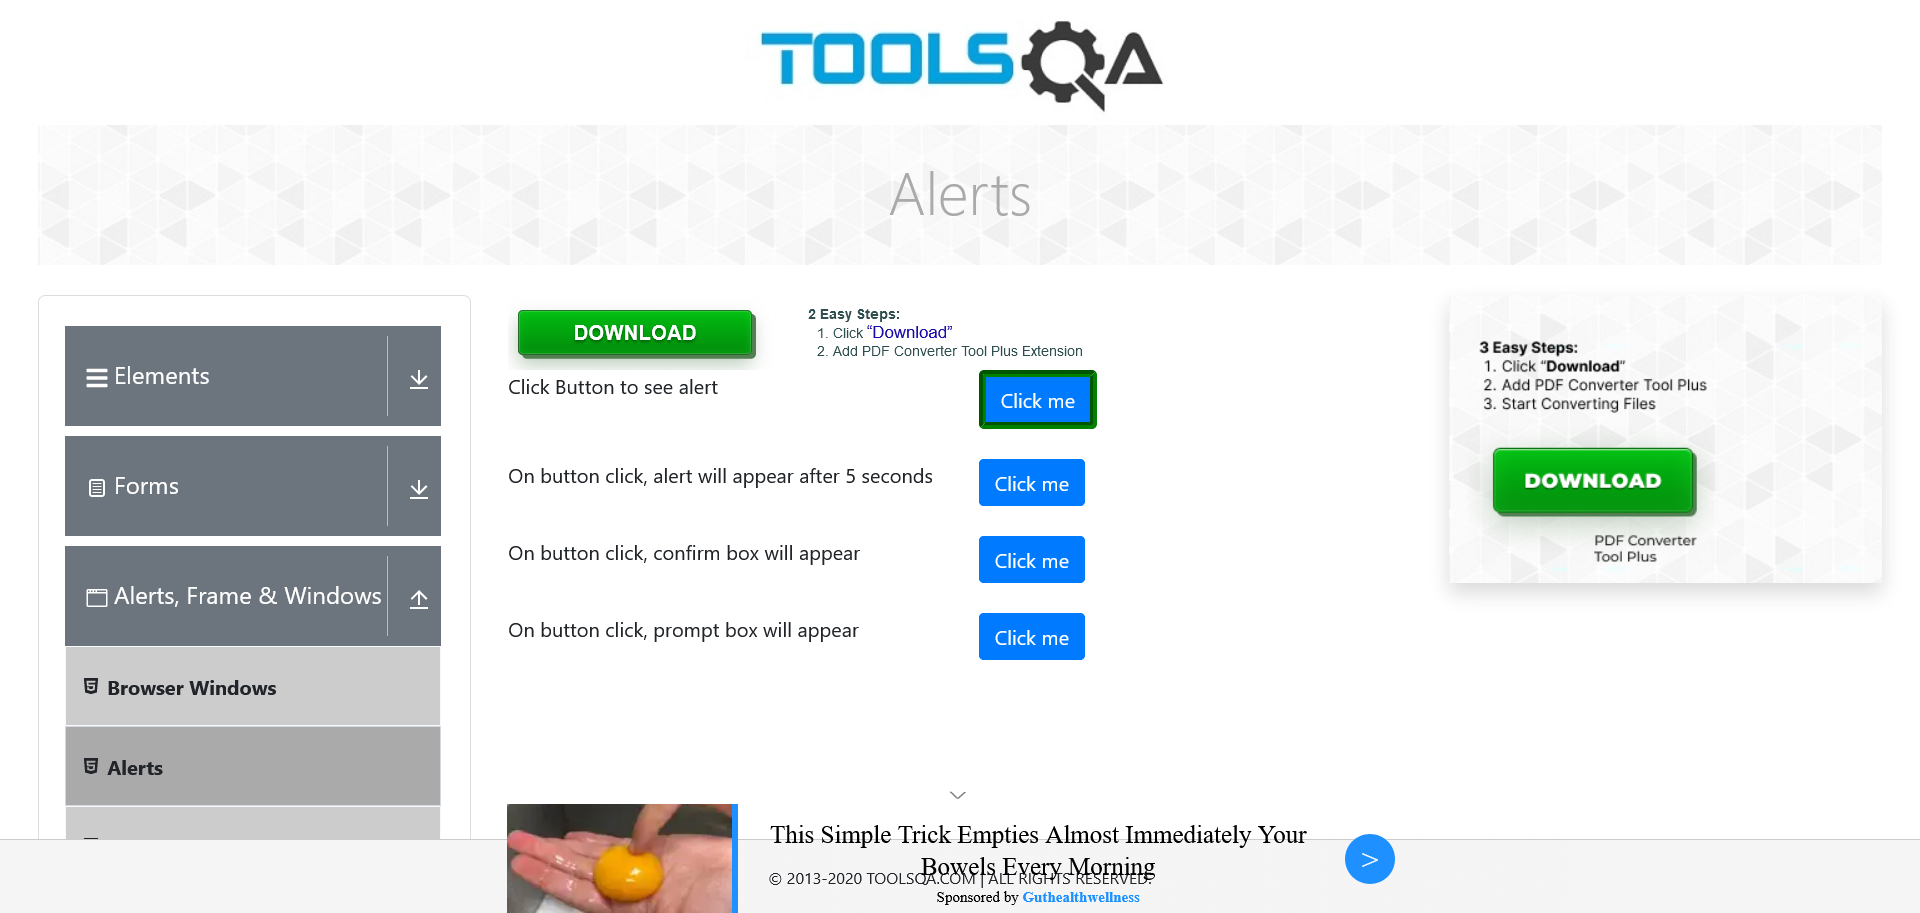 TOOLSQA
Alerts
Elements
Forms
Alerts, Frame & Windows
Browser Windows
Alerts
DOWNLOAD
2 Easy Steps:
1. Click “Download”
2. Add PDF Converter Tool Plus Extension
Click Button to see alert
Click me
On button click, alert will appear after 5 seconds
Click me
On button click, confirm box will appear
Click me
On button click, prompt box will appear
Click me
3 Easy Steps:
1. Click “Download”
2. Add PDF Converter Tool Plus
3. Start Converting Files
DOWNLOAD
PDF Converter
Tool Plus
This Simple Trick Empties Almost Immediately Your
Bowels Every Morning
© 2013-2020 TOOLSQA.COM | ALL RIGHTS RESERVED.
Sponsored by Guthealthwellness